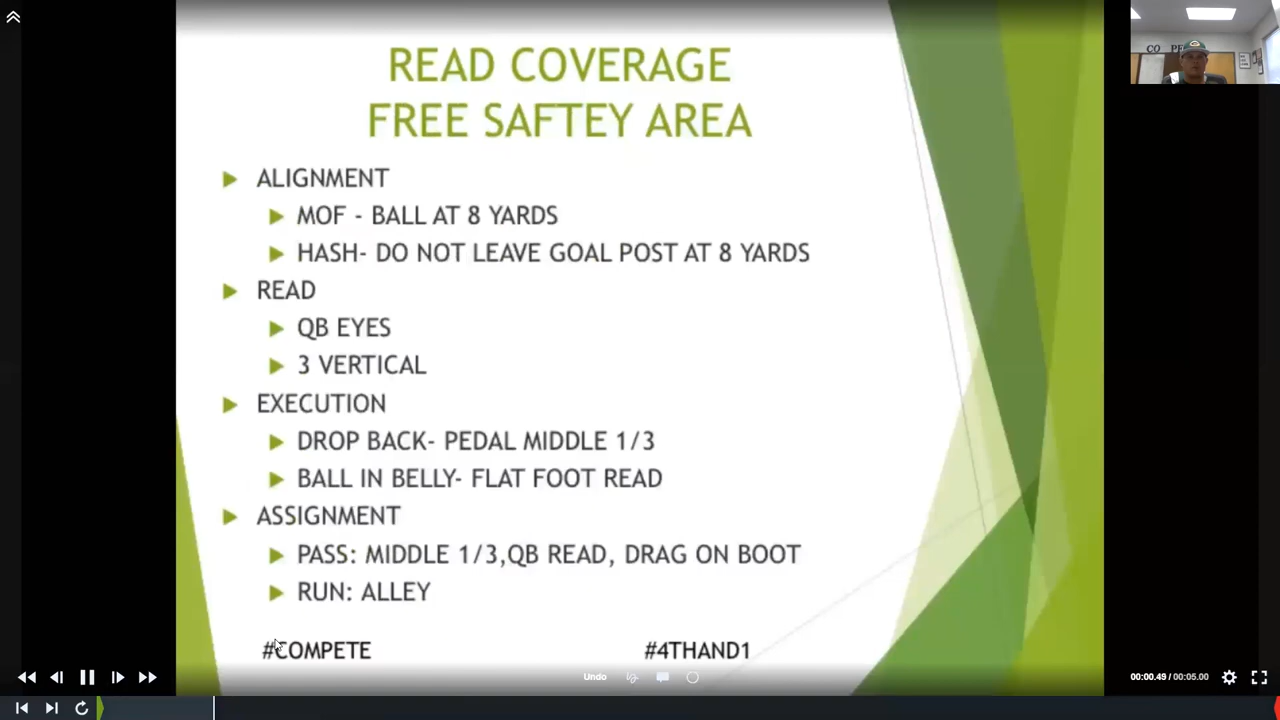 READ COVERAGE
FREE SAFTEY AREA
ALIGNMENT
MOF - BALL AT 8 YARDS
HASH- DO NOT LEAVE GOAL POST AT 8 YARDS
READ
QB EYES
3 VERTICAL
EXECUTION
DROP BACK- PEDAL MIDDLE 1/3
BALL IN BELLY- FLAT FOOT READ
ASSIGNMENT
PASS: MIDDLE 1/3,QB READ, DRAG ON BOOT
RUN: ALLEY
#COMPETE #4THAND1
Undo
00:00.49 / 00:05.00